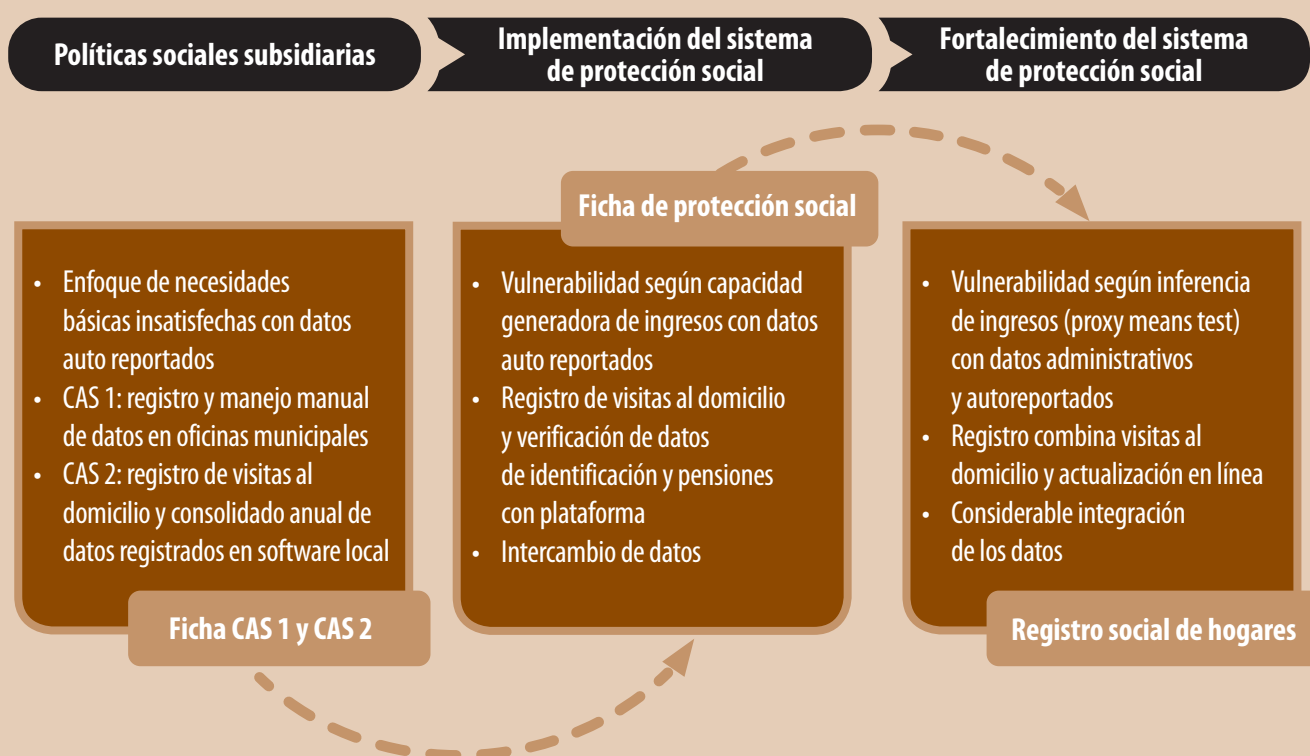 Políticas sociales subsidiarias
Implementación del sistema
de protección social
Fortalecimiento del sistema
de protección social
• Enfoque de necesidades
básicas insatisfechas con datos
auto reportados
• CAS 1: registro y manejo manual
de datos en oficinas municipales
• CAS 2: registro de visitas al
domicilio y consolidado anual de
datos registrados en software local
Ficha CAS 1 y CAS 2
Ficha de protección social
• Vulnerabilidad según capacidad
generadora de ingresos con datos
auto reportados
• Registro de visitas al domicilio
y verificación de datos
de identificación y pensiones
con plataforma
• Intercambio de datos
• Vulnerabilidad según inferencia
de ingresos (proxy means test)
con datos administrativos
y autoreportados
• Registro combina visitas al
domicilio y actualización en línea
• Considerable integración
de los datos
Registro social de hogares